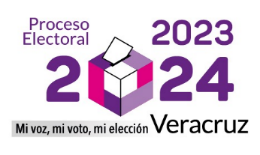 Proceso
Electoral
2023
2024
Mi voz, mi voto, mi elección Veracruz